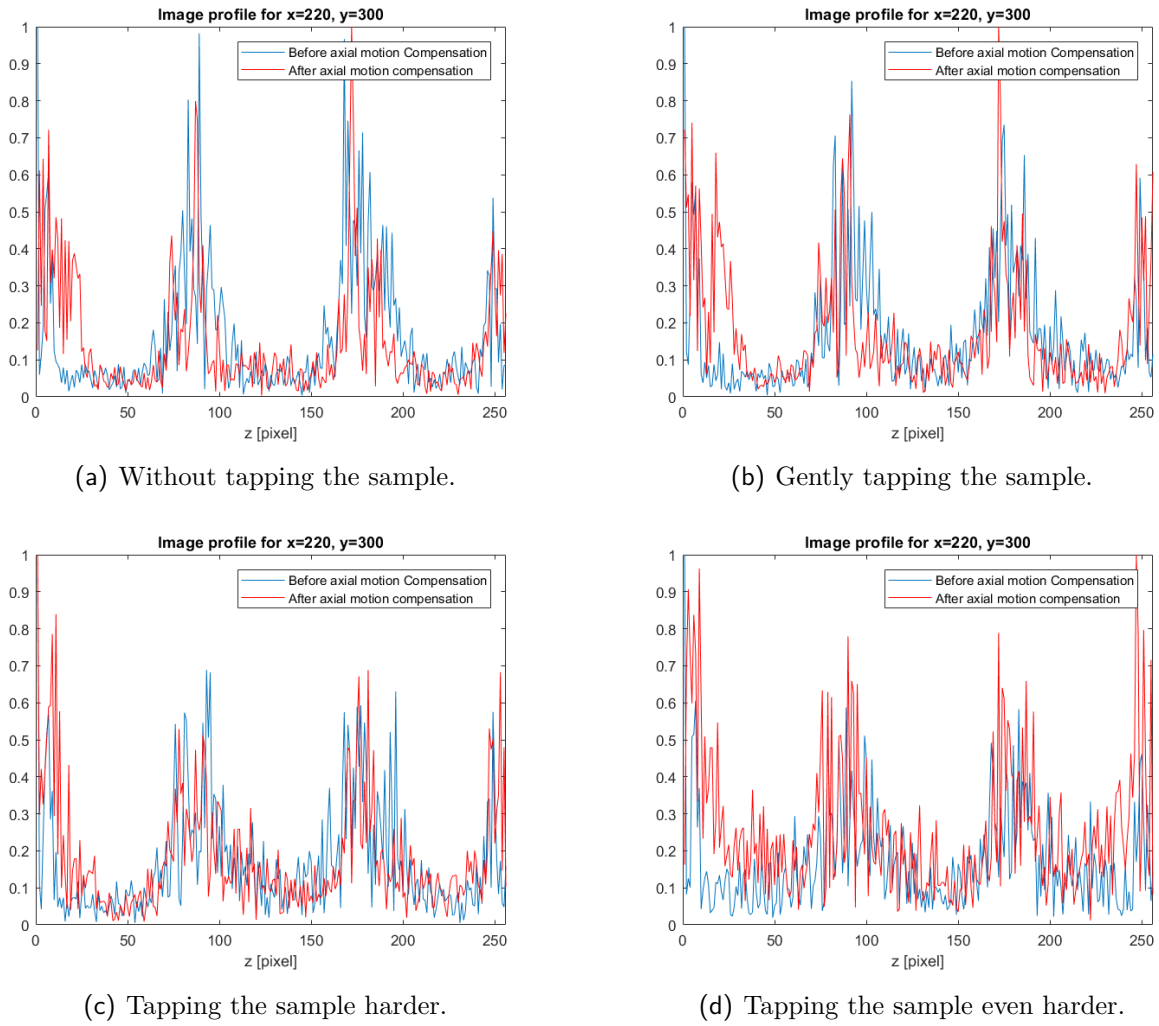 Image profile for x=220, y=300
1
0.9
0.8
0.7
0.6
0.5
0.4
0.3
0.2
0.1
0
Before axial motion Compensation
After axial motion compensation
0 50 100 150 200 250
z [pixel]
(a) Without tapping the sample.
Image profile for x=220, y=300
1
0.9
0.8
0.7
0.6
0.5
0.4
0.3
0.2
0.1
0
Before axial motion Compensation
After axial motion compensation
0 50 100 150 200 250
z [pixel]
(b) Gently tapping the sample.
Image profile for x=220, y=300
1
0.9
0.8
0.7
0.6
0.5
0.4
0.3
0.2
0.1
0
Before axial motion Compensation
After axial motion compensation
0 50 100 150 200 250
z [pixel]
(c) Tapping the sample harder.
Image profile for x=220, y=300
1
0.9
0.8
0.7
0.6
0.5
0.4
0.3
0.2
0.1
0
Before axial motion Compensation
After axial motion compensation
0 50 100 150 200 250
z [pixel]
(d) Tapping the sample even harder.